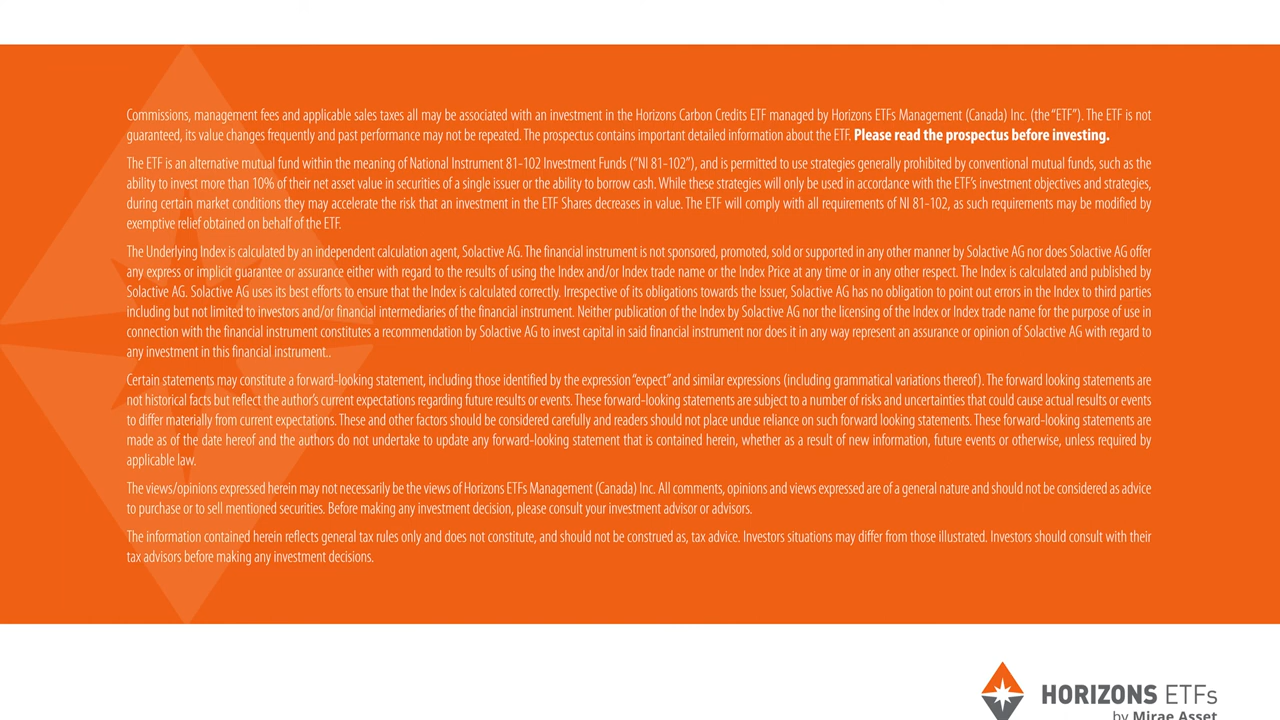 Commissions, management fees and applicable sales taxes all may be associated with an investment in the Horizons Carbon Credits ETF managed by Horizons ETFs Management (Canada) Inc. (the “ETF”). The ETF is not
guaranteed, its value changes frequently and past performance may not be repeated. The prospectus contains important detailed information about the ETF. Please read the prospectus before investing.
The ETF is an alternative mutual fund within the meaning of National Instrument 81-102 Investment Funds (“NI 81-102”), and is permitted to use strategies generally prohibited by conventional mutual funds, such as the
ability to invest more than 10% of their net asset value in securities of a single issuer or the ability to borrow cash. While these strategies will only be used in accordance with the ETF’s investment objectives and strategies,
during certain market conditions they may accelerate the risk that an investment in the ETF Shares decreases in value. The ETF will comply with all requirements of NI 81-102, as such requirements may be modified by
exemptive relief obtained on behalf of the ETF.
The Underlying Index is calculated by an independent calculation agent, Solactive AG. The financial instrument is not sponsored, promoted, sold or supported in any other manner by Solactive AG nor does Solactive AG offer
any express or implicit guarantee or assurance either with regard to the results of using the Index and/or Index trade name or the Index Price at any time or in any other respect. The Index is calculated and published by
Solactive AG. Solactive AG uses its best efforts to ensure that the Index is calculated correctly. Irrespective of its obligations towards the Issuer, Solactive AG has no obligation to point out errors in the Index to third parties
including but not limited to investors and/or financial intermediaries of the financial instrument. Neither publication of the Index by Solactive AG nor the licensing of the Index or Index trade name for the purpose of use in
connection with the financial instrument constitutes a recommendation by Solactive AG to invest capital in said financial instrument nor does it in any way represent an assurance or opinion of Solactive AG with regard to
any investment in this financial instrument..
Certain statements may constitute a forward-looking statement, including those identified by the expression “expect” and similar expressions (including grammatical variations thereof). The forward looking statements are
not historical facts but reflect the author’s current expectations regarding future results or events. These forward-looking statements are subject to a number of risks and uncertainties that could cause actual results or events
to differ materially from current expectations. These and other factors should be considered carefully and readers should not place undue reliance on such forward looking statements. These forward-looking statements are
made as of the date hereof and the authors do not undertake to update any forward-looking statement that is contained herein, whether as a result of new information, future events or otherwise, unless required by
applicable law.
The views/opinions expressed herein may not necessarily be the views of Horizons ETFs Management (Canada) Inc. All comments, opinions and views expressed are of a general nature and should not be considered as advice
to purchase or to sell mentioned securities. Before making any investment decision, please consult your investment advisor or advisors.
The information contained herein reflects general tax rules only and does not constitute, and should not be construed as, tax advice. Investors situations may differ from those illustrated. Investors should consult with their
tax advisors before making any investment decisions.
HORIZONS ETFs
by Mirae Asset